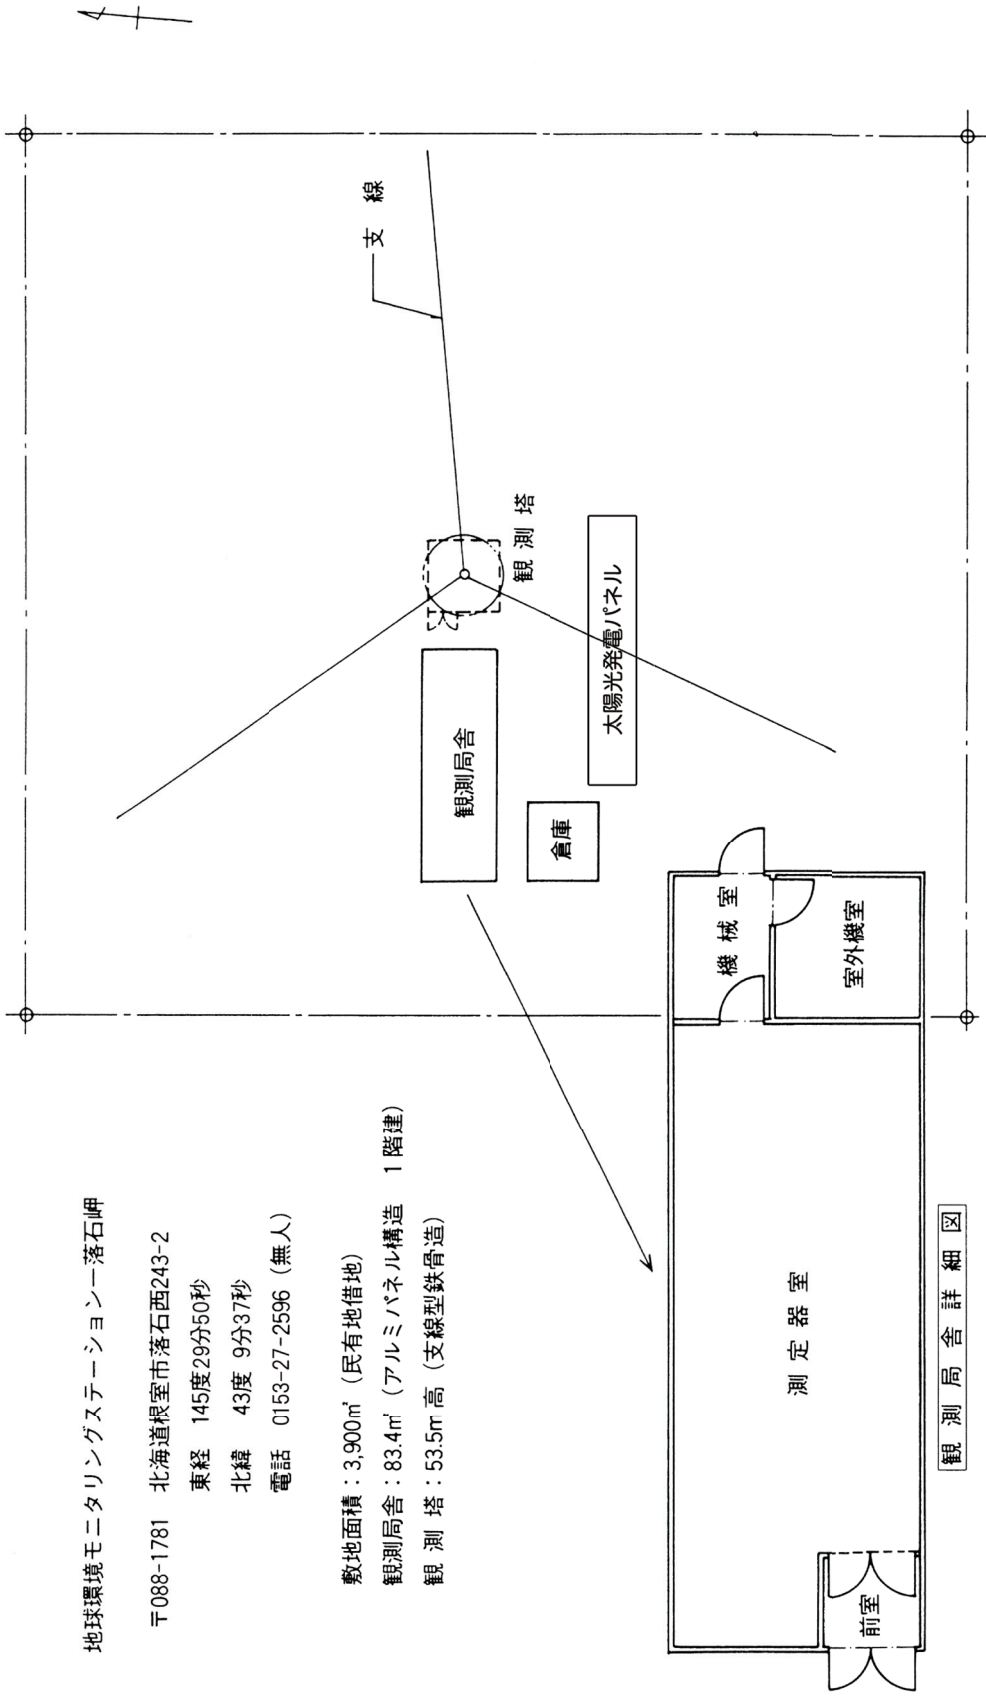 地球環境モニタリングステーションー落石岬
〒088-1781 北海道根室市落石西243-2
東経 145度29分50秒
北緯 43度 9分37秒
電話 0153-27-2596 (無人)
敷地面積：3,900㎡ (民有地借地)
観測局舎：83.4㎡ (アルミパネル構造 1階建)
観 測 塔：53.5m高 (支線型鉄骨造)
支 線
観 測 塔
観測局舎
太陽光発電パネル
倉庫
機 械 室
室外機室
測 定 器 室
前室
観 測 局 舎 詳 細 図